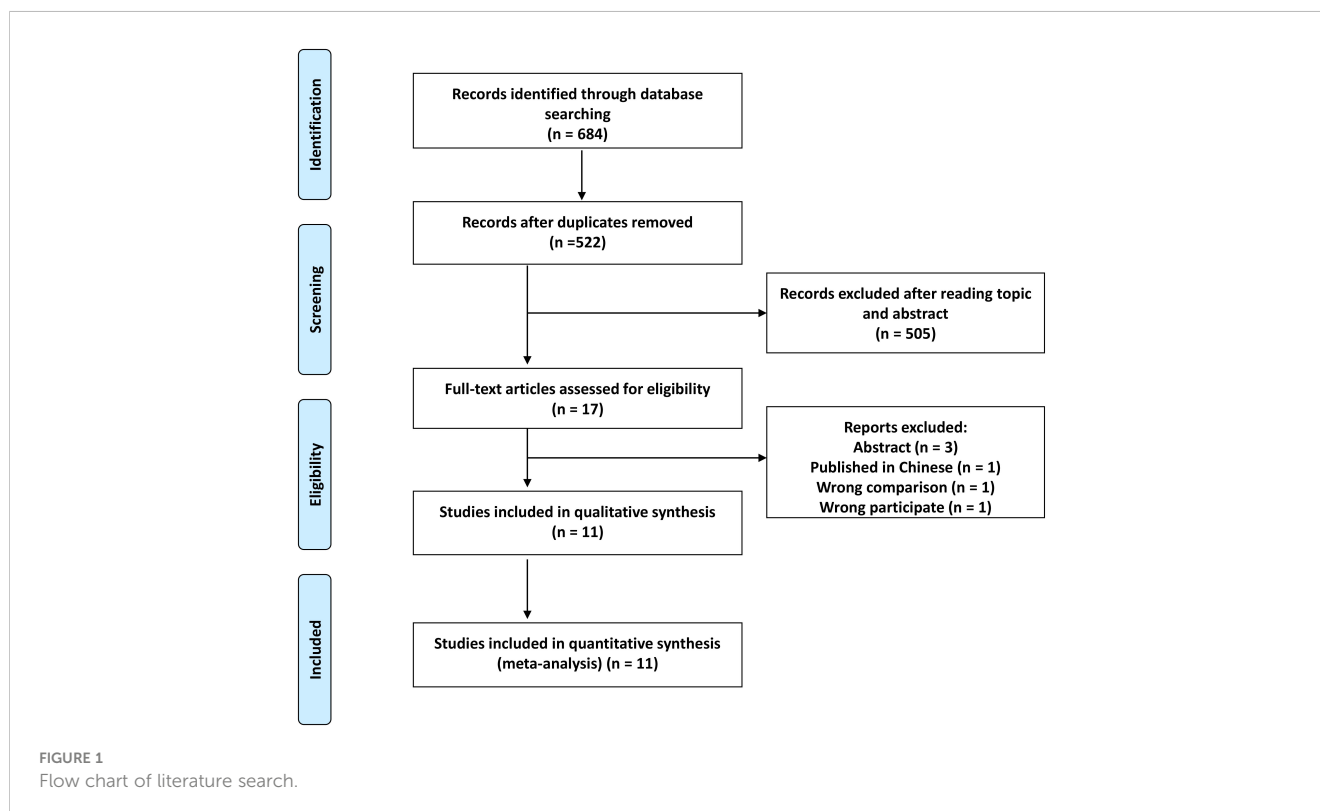 Identification
Records identified through database
searching
(n = 684)
Records after duplicates removed
(n =522)
Screening
Records excluded after reading topic
and abstract
(n = 505)
Full-text articles assessed for eligibility
(n = 17)
Eligibility
Reports excluded:
Abstract (n = 3)
Published in Chinese (n = 1)
Wrong comparison (n = 1)
Wrong participate (n = 1)
Studies included in qualitative synthesis
(n = 11)
Included
Studies included in quantitative synthesis
(meta-analysis) (n = 11)
FIGURE 1
Flow chart of literature search.